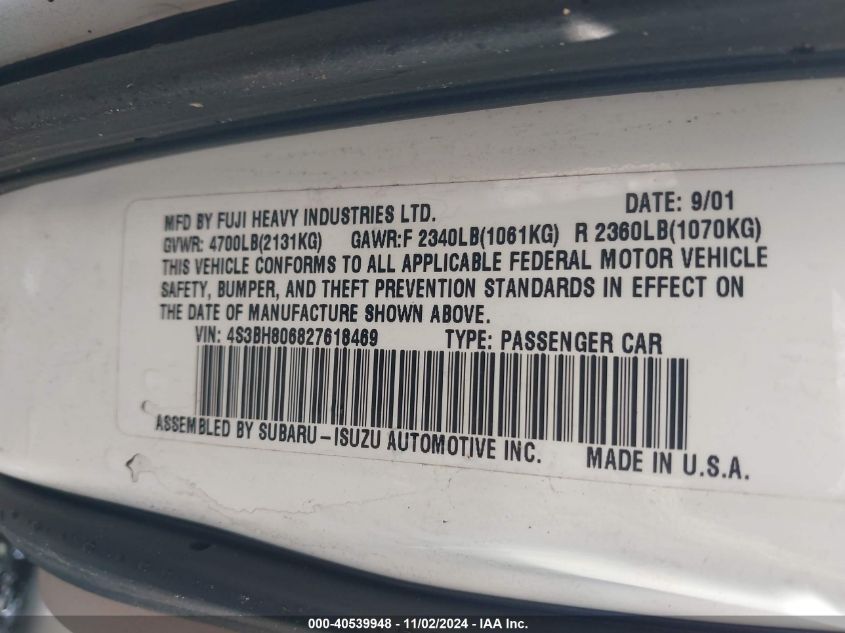 MFD BY FUJI HEAVY INDUSTRIES LTD. DATE: 9/01
GVWR: 4700LB(2131KG) GAWR:F 2340LB(1061KG) R 2360LB(1070KG)
THIS VEHICLE CONFORMS TO ALL APPLICABLE FEDERAL MOTOR VEHICLE
SAFETY, BUMPER, AND THEFT PREVENTION STANDARDS IN EFFECT ON
THE DATE OF MANUFACTURE SHOWN ABOVE.
VIN: 4S3BH806827618469 TYPE: PASSENGER CAR
ASSEMBLED BY SUBARU-ISUZU AUTOMOTIVE INC. MADE IN U.S.A.
000-40539948 - 11/02/2024 - IAA Inc.